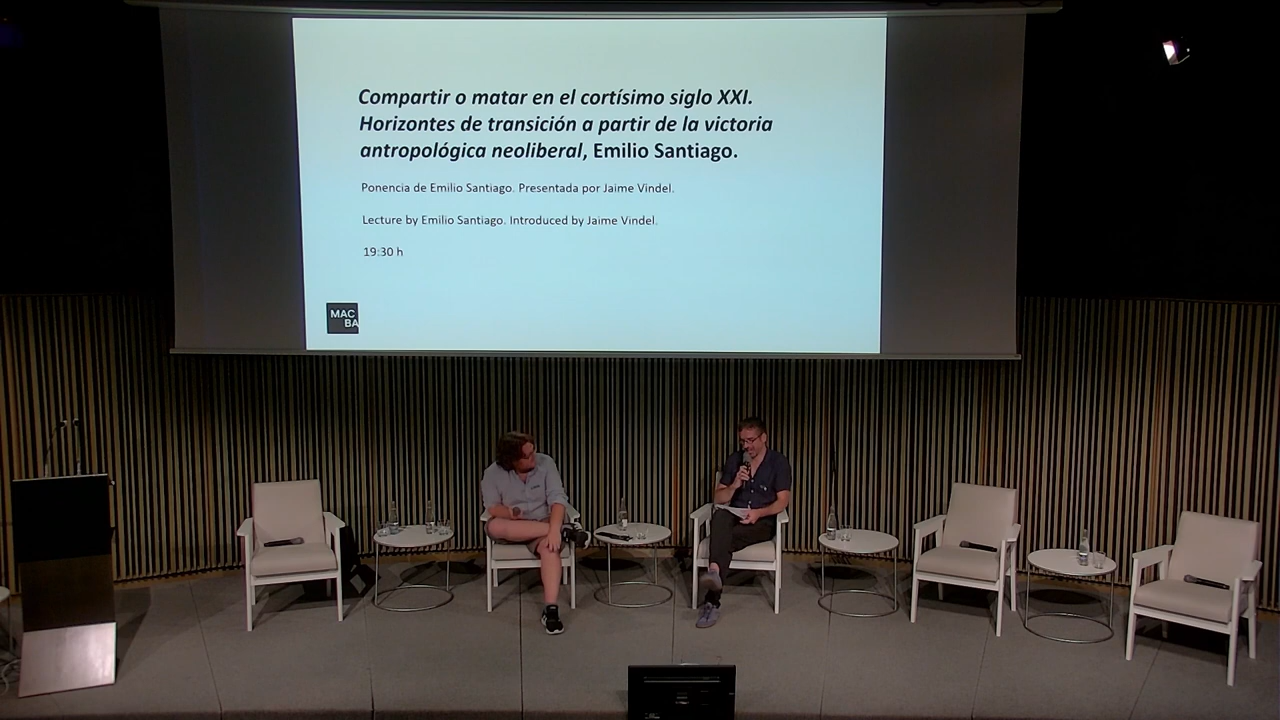 Compartir o matar en el cortísimo siglo XXI.
Horizontes de transición a partir de la victoria
antropológica neoliberal, Emilio Santiago.
Ponencia de Emilio Santiago. Presentada por Jaime Vindel.
Lecture by Emilio Santiago. Introduced by Jaime Vindel.
19:30 h
MAC
BA